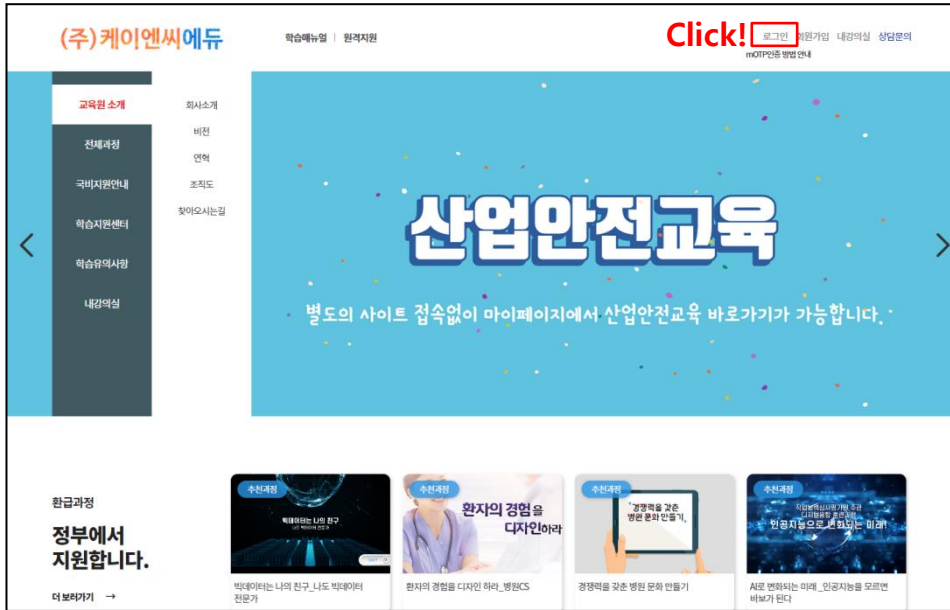 (주)케이엔씨에듀
학습메뉴얼 | 원격지원
Click! 로그인 회원가입 내강의실 상담문의
mOTP인증 방법 안내
교육원 소개
전체과정
국비지원안내
학습지원센터
학습유의사항
내강의실
회사소개
비전
연혁
조직도
찾아오시는길
산업안전교육
별도의 사이트 접속없이 마이페이지에서 산업안전교육 바로가기가 가능합니다.
환급과정
정부에서
지원합니다.
더 보러가기 →
추천과정
빅데이터는 나의 친구
빅데이터는 나의 친구_나도 빅데이터
전문가
추천과정
환자의 경험을
디자인하라
환자의 경험을 디자인 하라_병원CS
추천과정
'경쟁력을 갖춘
병원 문화 만들기'
경쟁력을 갖춘 병원 문화 만들기
추천과정
인공지능으로 변화되는 미래!
AI로 변화되는 미래_인공지능을 모르면
바보가 된다